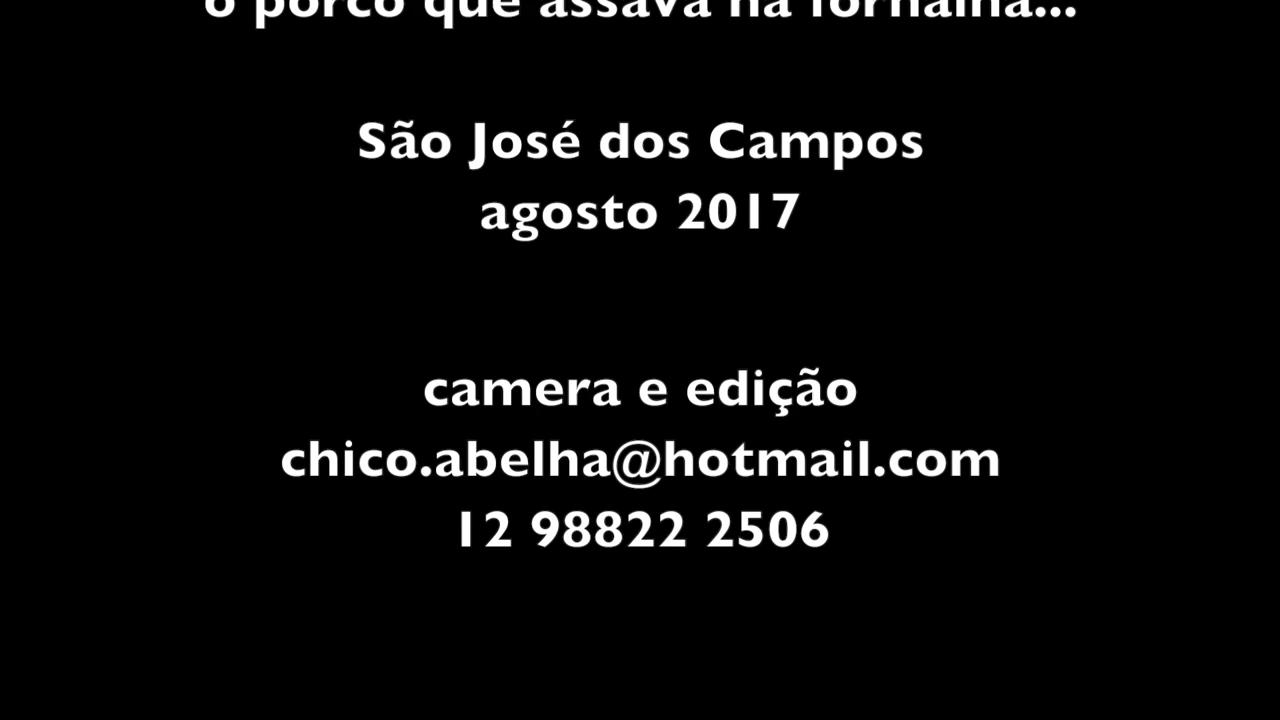 o porco que assava na fornalha...
São José dos Campos
agosto 2017
camera e edição
chico.abelha@hotmail.com
12 98822 2506